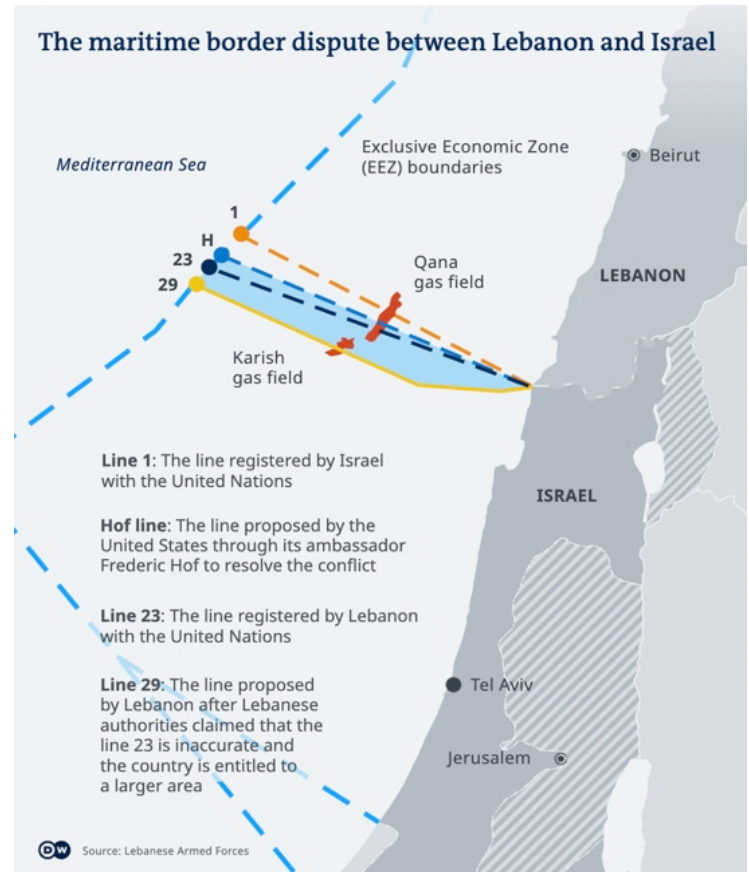 The maritime border dispute between Lebanon and Israel
Mediterranean Sea
Exclusive Economic Zone
(EEZ) boundaries
Beirut
1
H
23
29
Qana
gas field
LEBANON
Karish
gas field
Line 1: The line registered by Israel
with the United Nations
ISRAEL
Hof line: The line proposed by the
United States through its ambassador
Frederic Hof to resolve the conflict
Line 23: The line registered by Lebanon
with the United Nations
Line 29: The line proposed
by Lebanon after Lebanese
authorities claimed that the
line 23 is inaccurate and
the country is entitled to
a larger area
Tel Aviv
Jerusalem
DW
Source: Lebanese Armed Forces